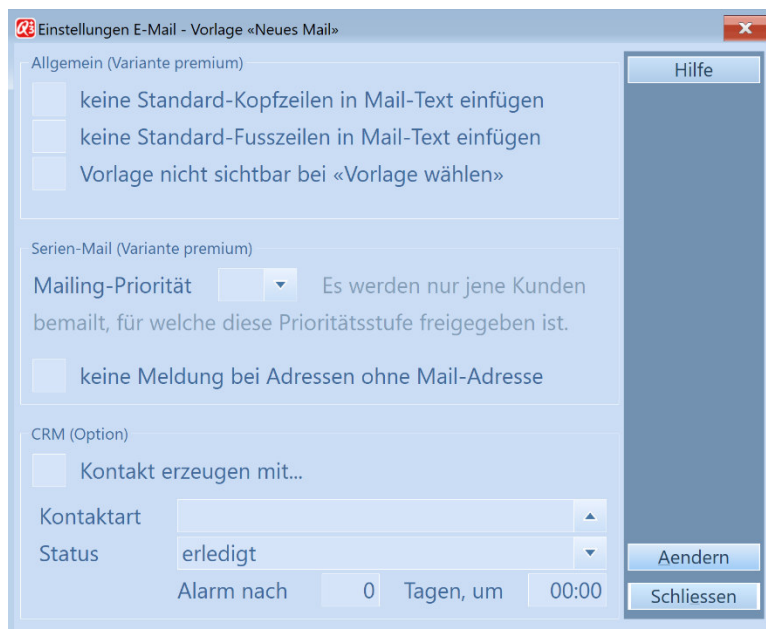 Einstellungen E-Mail - Vorlage «Neues Mail»
Allgemein (Variante premium)
Hilfe
keine Standard-Kopfzeilen in Mail-Text einfügen
keine Standard-Fusszeilen in Mail-Text einfügen
Vorlage nicht sichtbar bei «Vorlage wählen»
Serien-Mail (Variante premium)
Mailing-Priorität Es werden nur jene Kunden
bemailt, für welche diese Prioritätsstufe freigegeben ist.
keine Meldung bei Adressen ohne Mail-Adresse
CRM (Option)
Kontakt erzeugen mit...
Kontaktart
Status erledigt
Aendern
Alarm nach 0 Tagen, um 00:00
Schliessen